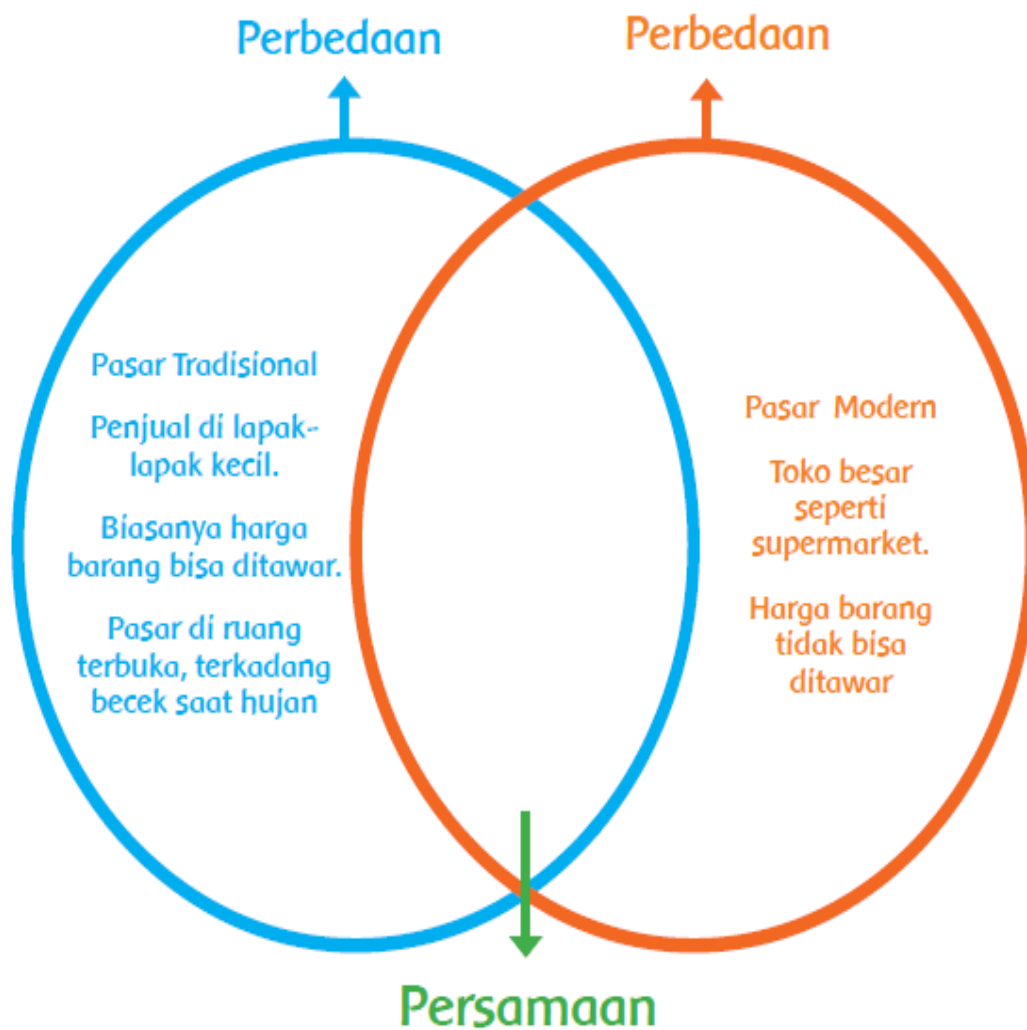 Perbedaan
Perbedaan
Pasar Tradisional
Penjual di lapak-
lapak kecil.
Biasanya harga
barang bisa ditawar.
Pasar di ruang
terbuka, terkadang
becek saat hujan
Pasar Modern
Toko besar
seperti
supermarket.
Harga barang
tidak bisa
ditawar
Persamaan